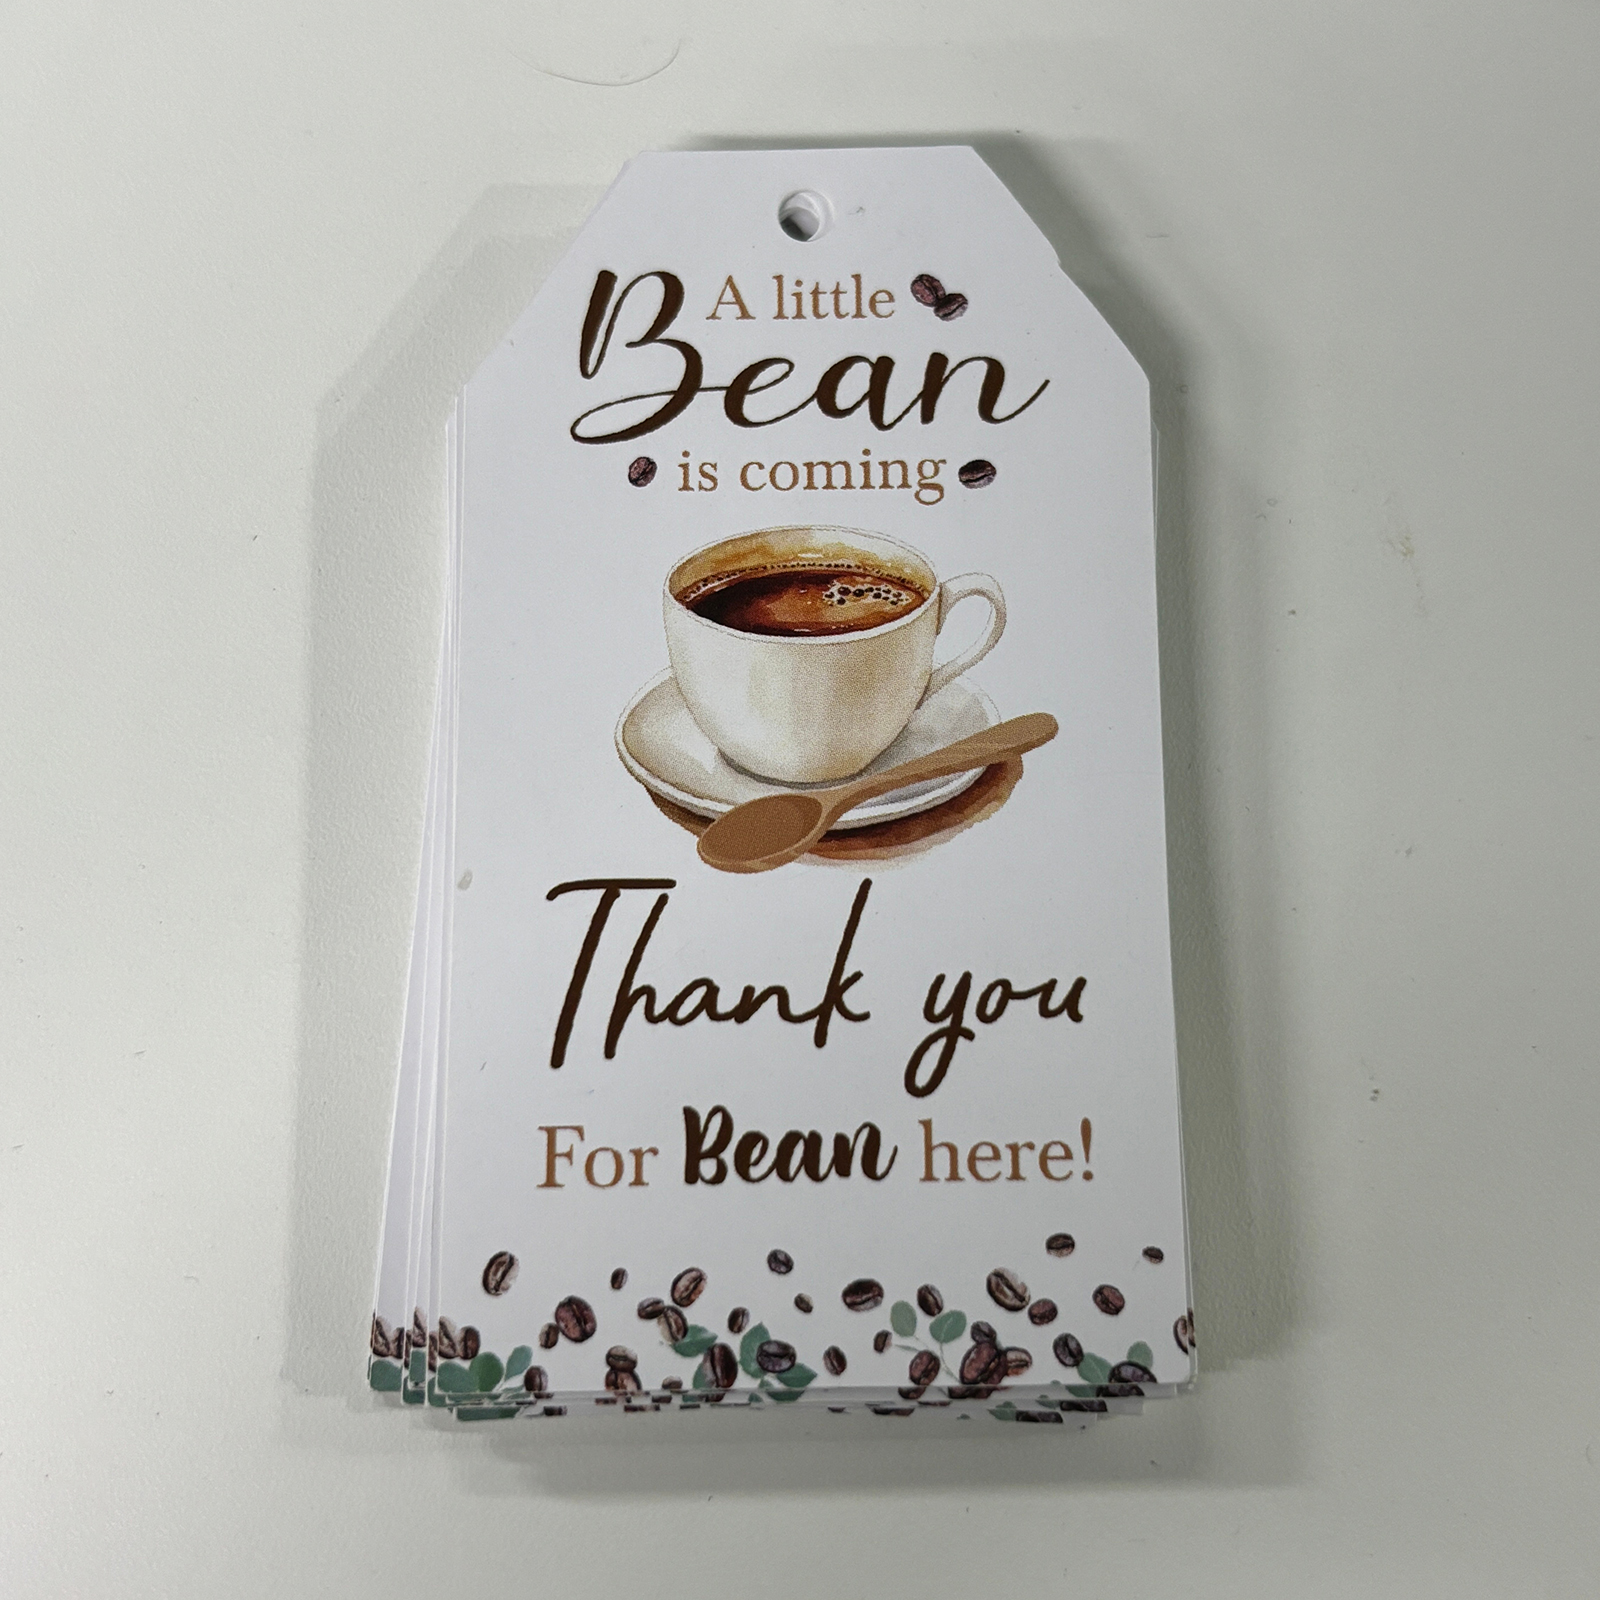 A little
Bean
is coming
Thank you
For Bean here!